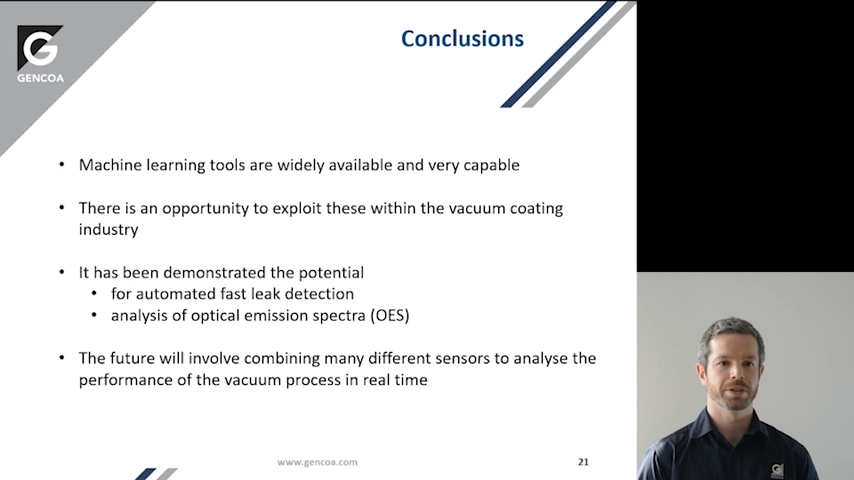 G
GENCOA
Conclusions
• Machine learning tools are widely available and very capable
• There is an opportunity to exploit these within the vacuum coating
industry
• It has been demonstrated the potential
• for automated fast leak detection
• analysis of optical emission spectra (OES)
• The future will involve combining many different sensors to analyse the
performance of the vacuum process in real time
www.gencoa.com
21